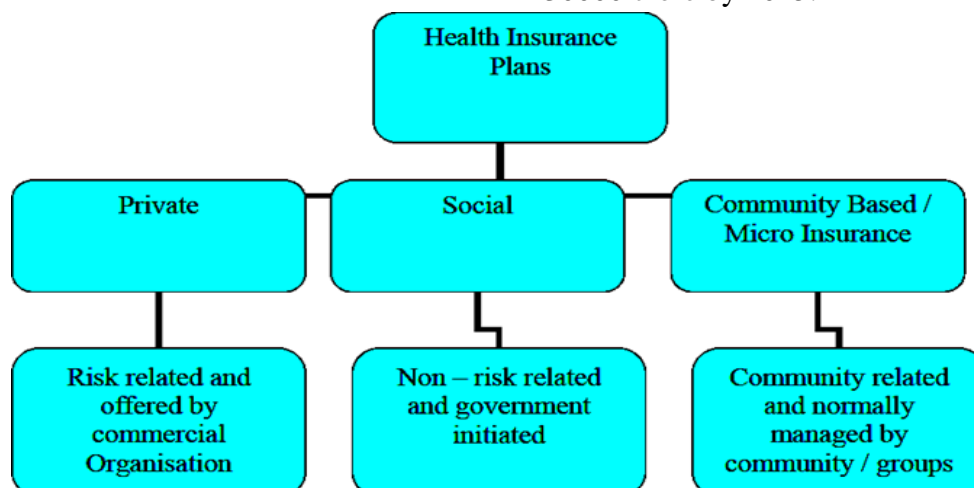 Health Insurance
Plans
Private
Social
Community Based /
Micro Insurance
Risk related and
offered by
commercial
Organisation
Non – risk related
and government
initiated
Community related
and normally
managed by
community / groups